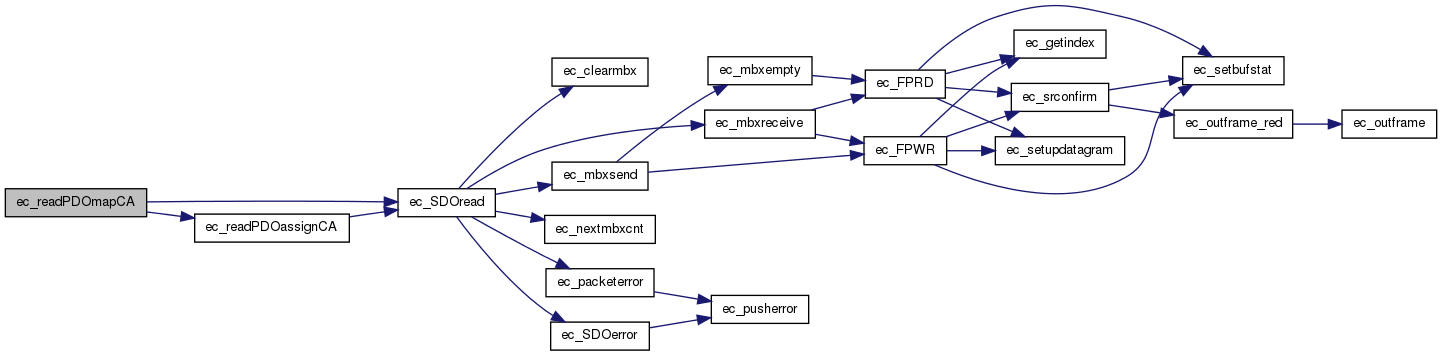 ec_readPDOmapCA
ec_readPDOassignCA
ec_SDOread
ec_clearmbx
ec_mbxsend
ec_nextmbxcnt
ec_packeterror
ec_SDOerror
ec_mbxempty
ec_mbxreceive
ec_pusherror
ec_FPRD
ec_FPWR
ec_getindex
ec_srconfirm
ec_setupdatagram
ec_setbufstat
ec_outframe_red
ec_outframe